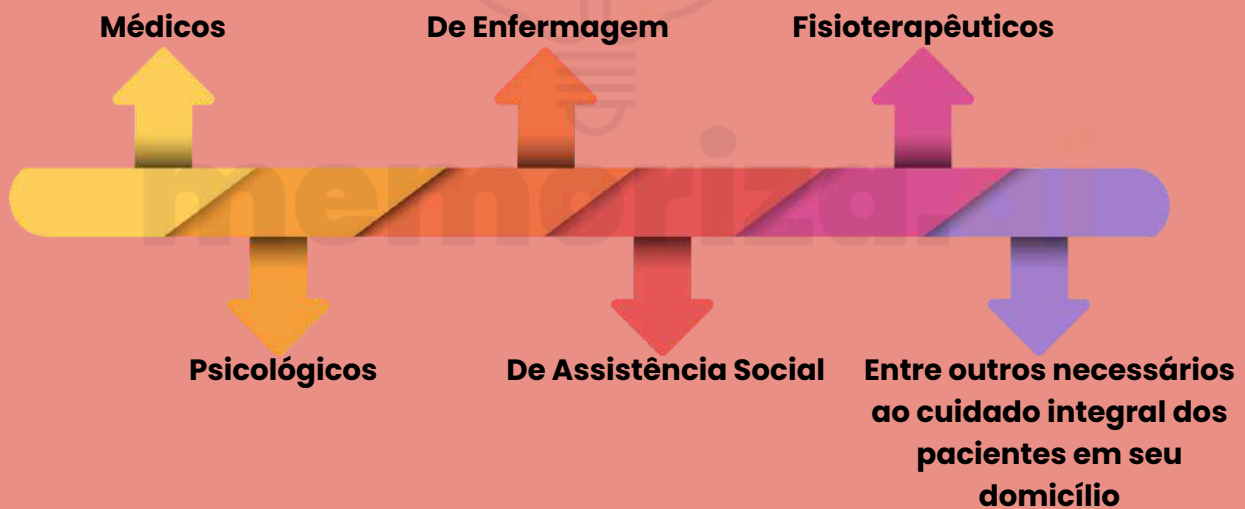 Médicos
De Enfermagem
Fisioterapêuticos
memoriza.aí
Psicológicos
De Assistência Social
Entre outros necessários
ao cuidado integral dos
pacientes em seu
domicílio